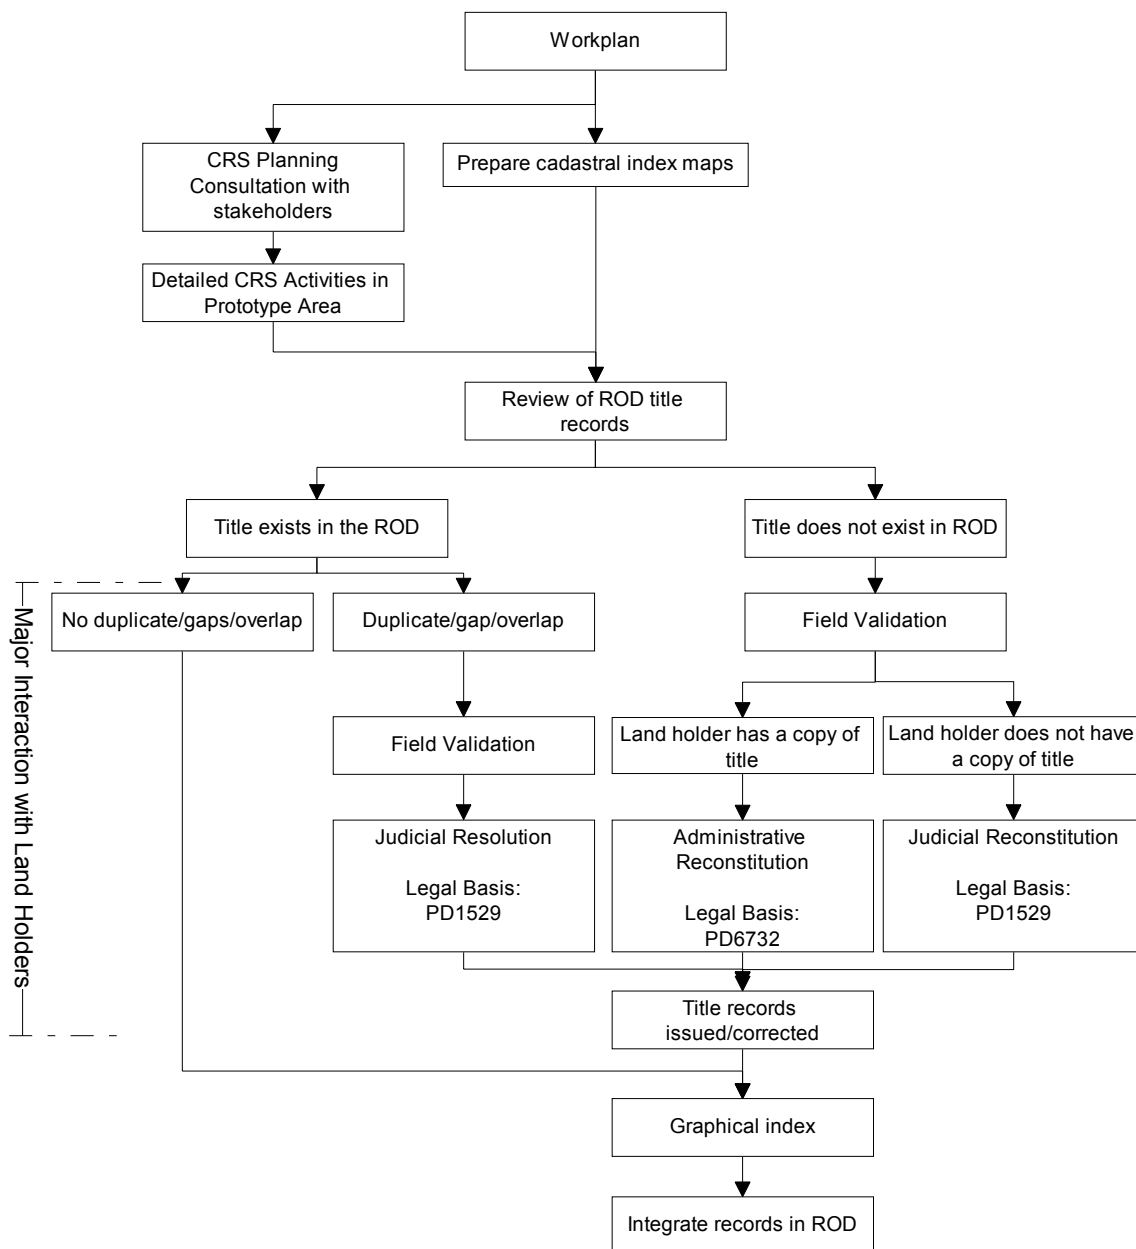 Workplan
CRS Planning
Consultation with
stakeholders
Prepare cadastral index maps
Detailed CRS Activities in
Prototype Area
Review of ROD title
records
Title exists in the ROD
Title does not exist in ROD
Major Interaction with Land Holders
No duplicate/gaps/overlap
Duplicate/gap/overlap
Field Validation
Field Validation
Land holder has a copy of
title
Land holder does not have
a copy of title
Judicial Resolution
Legal Basis:
PD1529
Administrative
Reconstitution
Legal Basis:
PD6732
Judicial Reconstitution
Legal Basis:
PD1529
Title records
issued/corrected
Graphical index
Integrate records in ROD